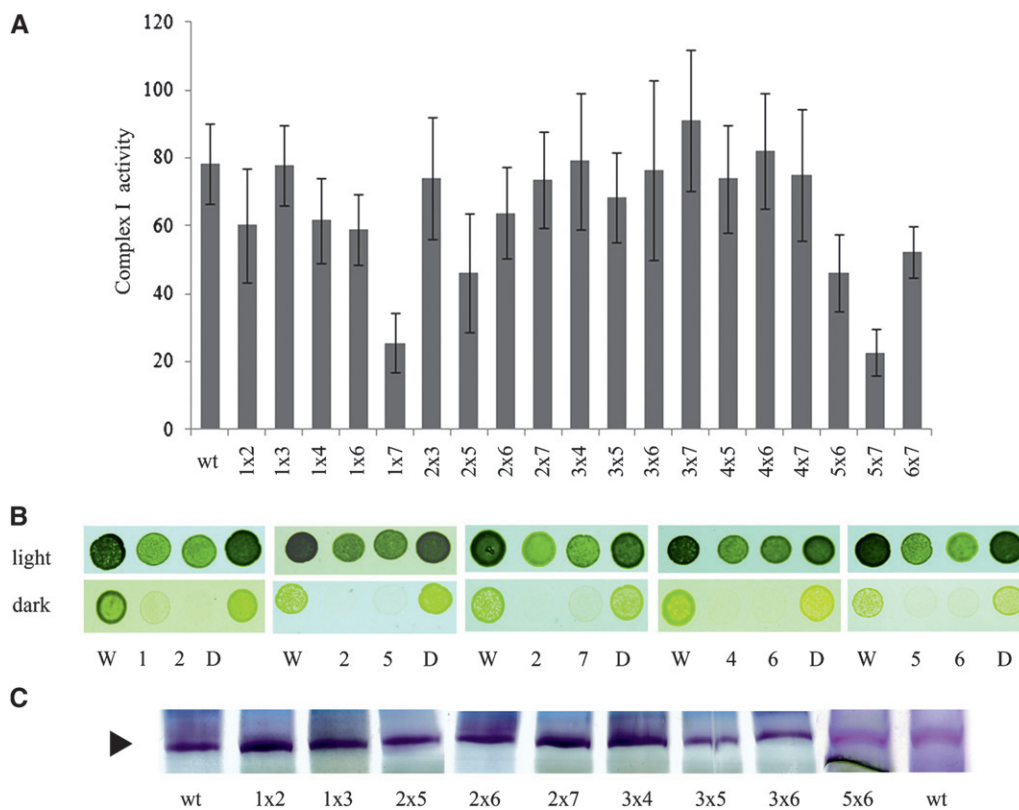 A
120
100
80
60
40
20
0
Complex I activity
wt 1x2 1x3 1x4 1x6 1x7 2x3 2x5 2x6 2x7 3x4 3x5 3x6 3x7 4x5 4x6 4x7 5x6 5x7 6x7
B
light
dark
W 1 2 D W 2 5 D W 2 7 D W 4 6 D W 5 6 D
C
wt 1x2 1x3 2x5 2x6 2x7 3x4 3x5 3x6 5x6 wt